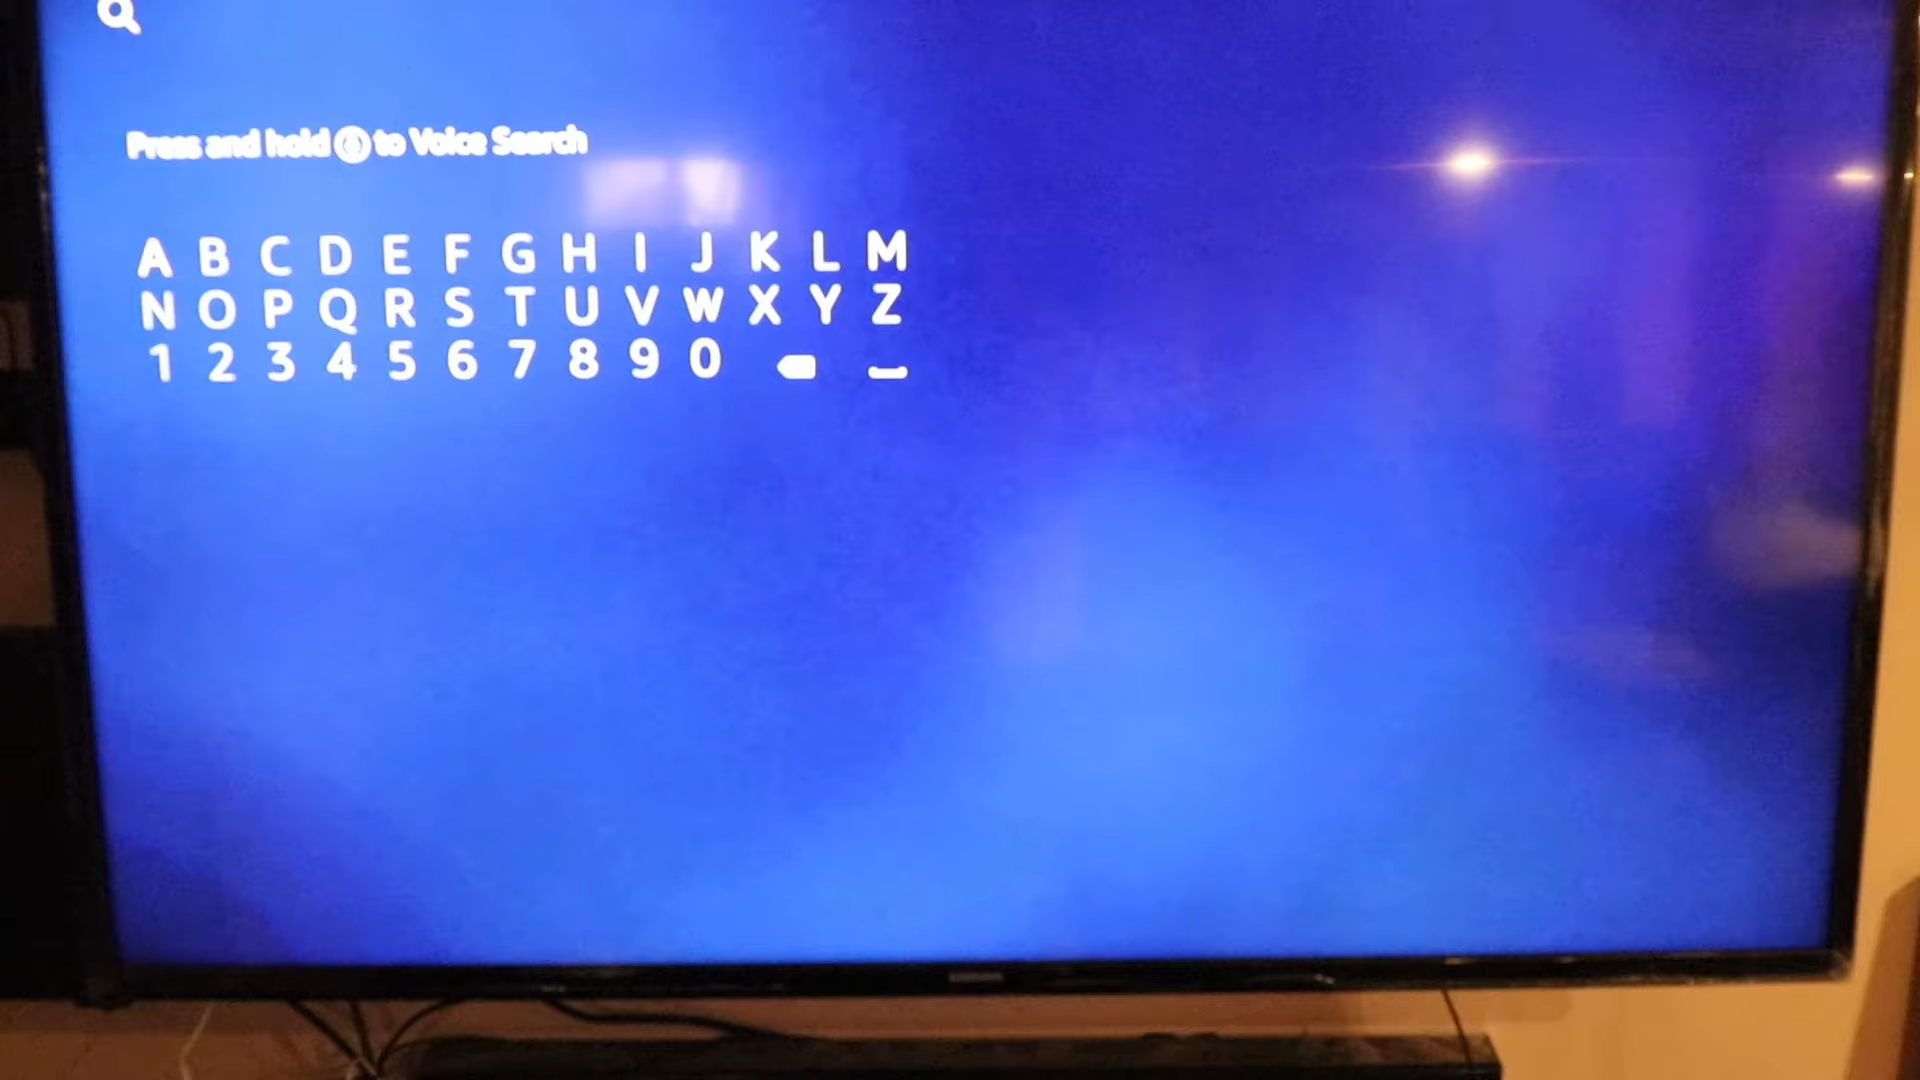 Press and hold to Voice Search
A B C D E F G H I J K L M
N O P Q R S T U V W X Y Z
1 2 3 4 5 6 7 8 9 0